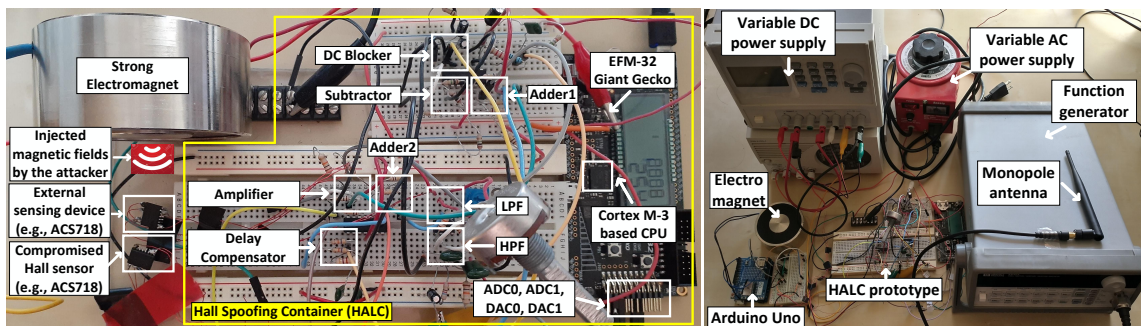 Strong
Electromagnet
DC Blocker
Subtractor
Adder1
EFM-32
Giant Gecko
Injected
magnetic fields
by the attacker
Adder2
Amplifier
LPF
External
sensing device
(e.g., ACS718)
Cortex M-3
based CPU
Delay
Compensator
HPF
Compromised
Hall sensor
(e.g., ACS718)
ADC0, ADC1,
DAC0, DAC1
Hall Spoofing Container (HALC)
Variable DC
power supply
Variable AC
power supply
Function
generator
Monopole
antenna
Electro
magnet
HALC prototype
Arduino Uno